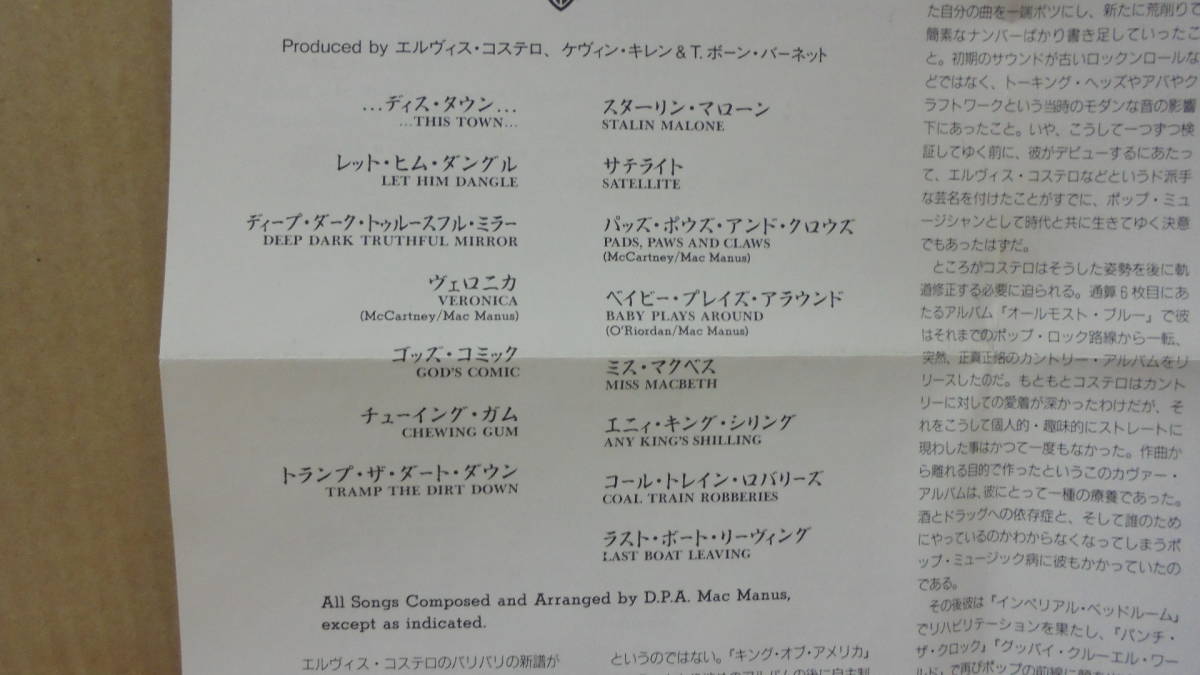 Produced by エルヴィス・コステロ、ケヴィン・キレン&T.ボーン・バーネット
…ディス・タウン…
…THIS TOWN…
レット・ヒム・ダングル
LET HIM DANGLE
ディープ・ダーク・トゥルースフル・ミラー
DEEP DARK TRUTHFUL MIRROR
ヴェロニカ
VERONICA
(McCartney/Mac Manus)
ゴッズ・コミック
GOD'S COMIC
チューイング・ガム
CHEWING GUM
トランプ・ザ・ダート・ダウン
TRAMP THE DIRT DOWN
スターリン・マローン
STALIN MALONE
サテライト
SATELLITE
パッズ・ポウズ・アンド・クロウズ
PADS, PAWS AND CLAWS
(McCartney/Mac Manus)
ベイビー・プレイズ・アラウンド
BABY PLAYS AROUND
(O'Riordan/Mac Manus)
ミス・マクベス
MISS MACBETH
エニィ・キング・シリング
ANY KING'S SHILLING
コール・トレイン・ロバリーズ
COAL TRAIN ROBBERIES
ラスト・ボート・リーヴィング
LAST BOAT LEAVING
All Songs Composed and Arranged by D.P.A. Mac Manus,
except as indicated.
エルヴィス・コステロのバリバリの新譜が
というのではない。「キング・オブ・アメリカ」
た自分の曲を一端ボツにし、新たに荒削りで
簡素なナンバーばかり書き足していったこ
と。初期のサウンドが古いロックンロールな
どではなく、トーキング・ヘッズやアバやク
ラフトワークという当時のモダンな音の影響
下にあったこと。いや、こうして一つずつ検
証してゆく前に、彼がデビューするにあたっ
て、エルヴィス・コステロなどというド派手
な芸名を付けたことがすでに、ポップ・ミュ
ージシャンとして時代と共に生きてゆく決意
でもあったはずだ。
ところがコステロはそうした姿勢を後に軌
道修正する必要に迫られる。通算6枚目にあ
たるアルバム『オールモスト・ブルー』で彼
はそれまでのポップ・ロック路線から一転、
突然、正真正銘のカントリー・アルバムをリ
リースしたのだ。もともとコステロはカント
リーに対しての愛着が深かったわけだが、そ
れをこうして個人的・趣味的にストレートに
現わした事はかつて一度もなかった。作曲か
ら離れる目的で作ったというこのカヴァー・
アルバムは、彼にとって一種の療養であった。
酒とドラッグへの依存症と、そして誰のため
にやっているのかわからなくなってしまうポ
ップ・ミュージック病に彼もかかっていたの
である。
その後彼は『インペリアル・ベッドルーム』
でリハビリテーションを果たし、『パンチ・
ザ・クロック』『グッバイ・クルーエル・ワー
ルド』で再びポップの前線に